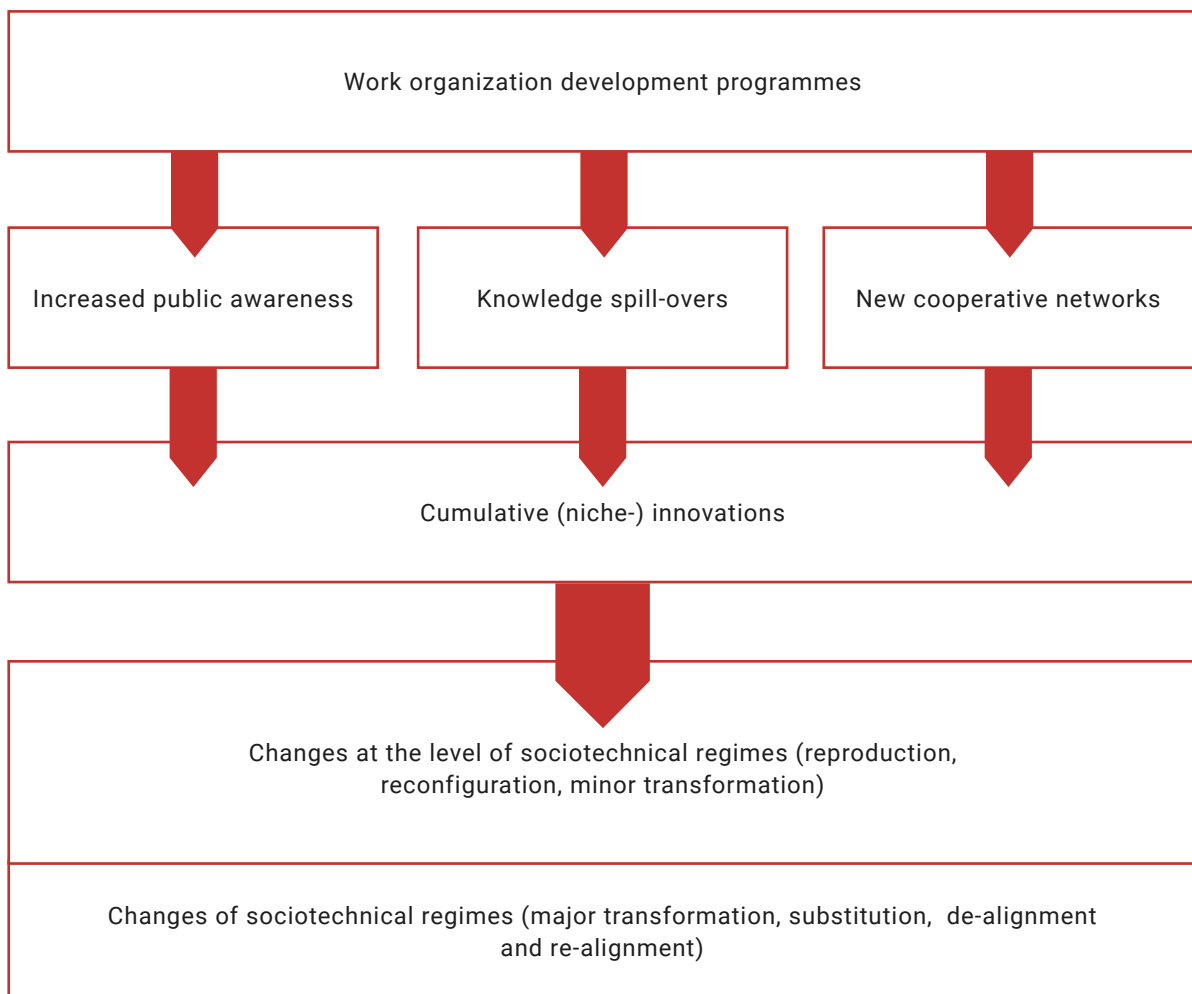 Work organization development programmes
Increased public awareness
Knowledge spill-overs
New cooperative networks
Cumulative (niche-) innovations
Changes at the level of sociotechnical regimes (reproduction,
reconfiguration, minor transformation)
Changes of sociotechnical regimes (major transformation, substitution,  de-alignment
and re-alignment)